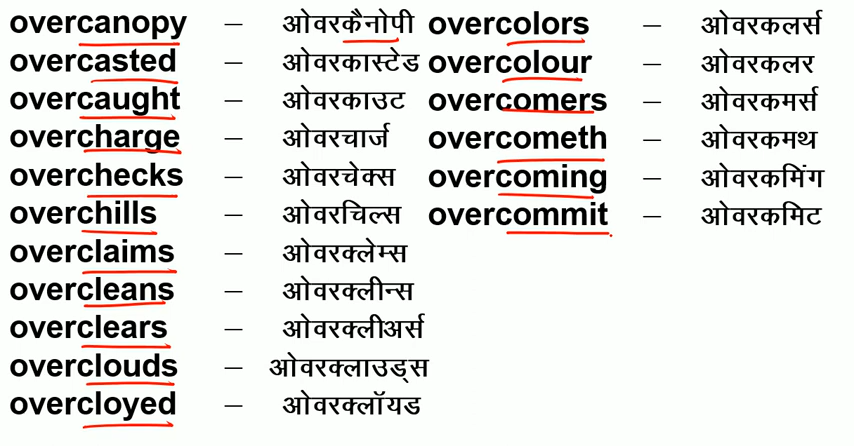 overcanopy – ओवरकैनोपी
overcasted – ओवरकास्टेड
overcaught – ओवरकाउट
overcharge – ओवरचार्ज
overchecks – ओवरचेक्स
overchills – ओवरचिल्स
overclaims – ओवरक्लेम्स
overcleans – ओवरक्लीन्स
overclears – ओवरक्लीअर्स
overclouds – ओवरक्लाउड्स
overcloyed – ओवरक्लॉयड
overcolors – ओवरकलर्स
overcolour – ओवरकलर
overcomers – ओवरकमर्स
overcometh – ओवरकमथ
overcoming – ओवरकमिंग
overcommit – ओवरकमिट